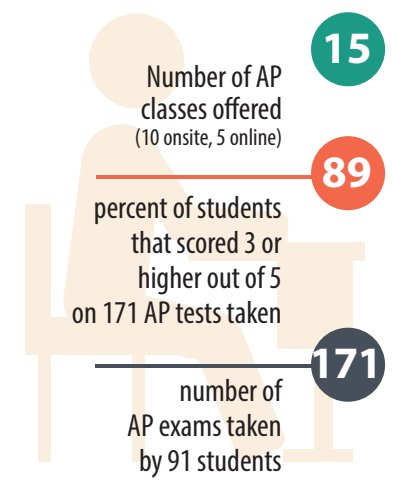 15
Number of AP
classes offered
(10 onsite, 5 online)
89
percent of students
that scored 3 or
higher out of 5
on 171 AP tests taken
171
number of
AP exams taken
by 91 students